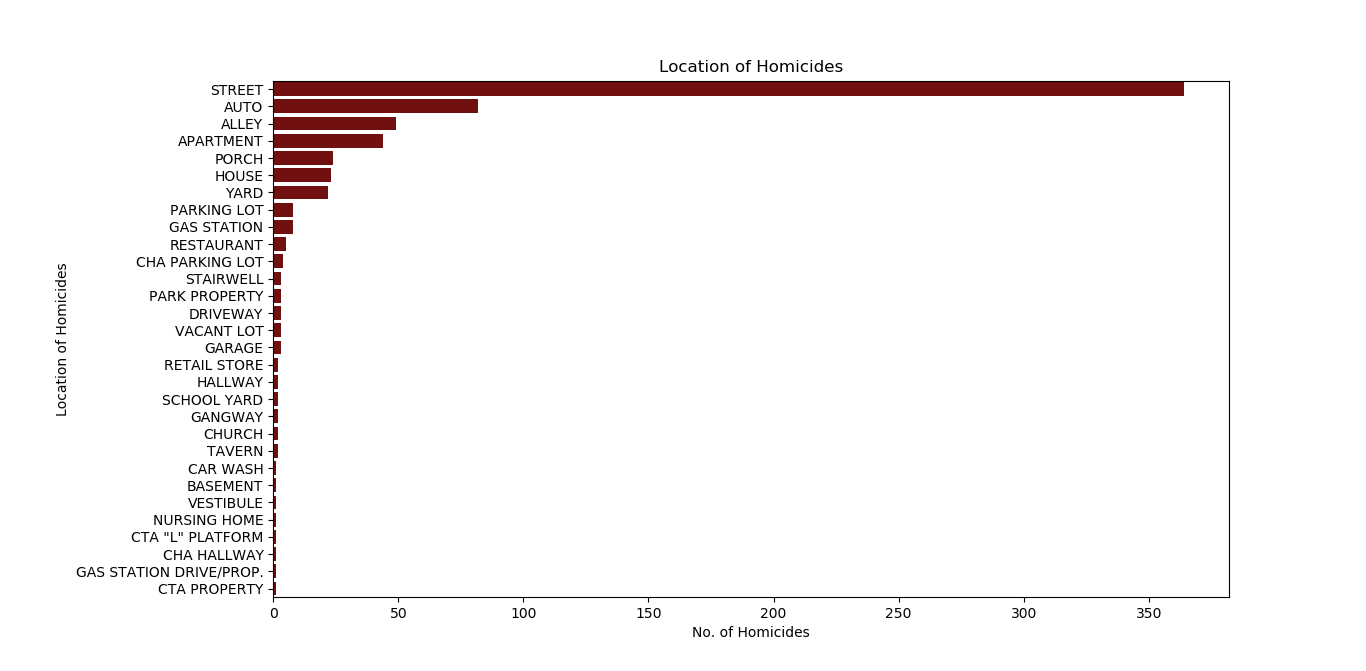 Location of Homicides
STREET
AUTO
ALLEY
APARTMENT
PORCH
HOUSE
YARD
PARKING LOT
GAS STATION
RESTAURANT
CHA PARKING LOT
STAIRWELL
PARK PROPERTY
DRIVEWAY
VACANT LOT
GARAGE
RETAIL STORE
HALLWAY
SCHOOL YARD
GANGWAY
CHURCH
TAVERN
CAR WASH
BASEMENT
VESTIBULE
NURSING HOME
CTA "L" PLATFORM
CHA HALLWAY
GAS STATION DRIVE/PROP.
CTA PROPERTY
Location of Homicides
0 50 100 150 200 250 300 350
No. of Homicides